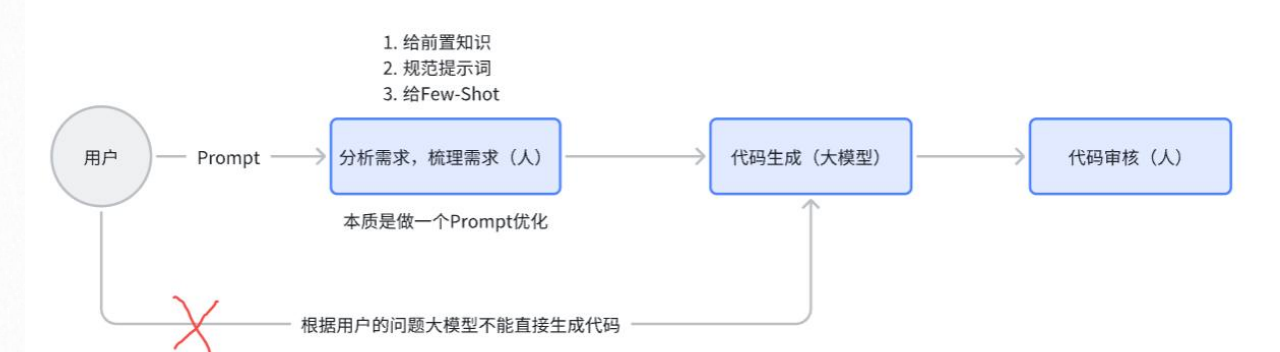 1. 给前置知识
2. 规范提示词
3. 给Few-Shot
用户
Prompt
分析需求，梳理需求（人）
代码生成（大模型）
代码审核（人）
本质是做一个Prompt优化
根据用户的问题大模型不能直接生成代码